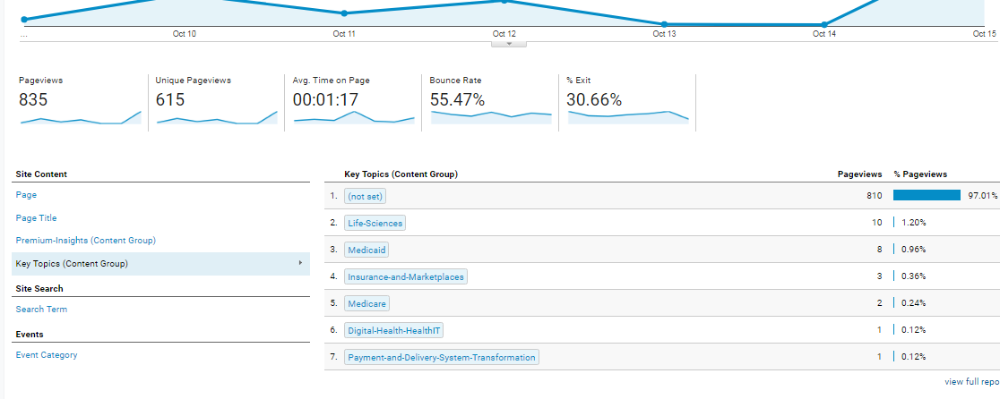 ...
Oct 10
Oct 11
Oct 12
Oct 13
Oct 14
Oct 15
Pageviews
835
Unique Pageviews
615
Avg. Time on Page
00:01:17
Bounce Rate
55.47%
% Exit
30.66%
Site Content
Page
Page Title
Premium-Insights (Content Group)
Key Topics (Content Group)
Site Search
Search Term
Events
Event Category
Key Topics (Content Group) Pageviews % Pageviews
1. (not set) 810 97.01%
2. Life-Sciences 10 1.20%
3. Medicaid 8 0.96%
4. Insurance-and-Marketplaces 3 0.36%
5. Medicare 2 0.24%
6. Digital-Health-HealthIT 1 0.12%
7. Payment-and-Delivery-System-Transformation 1 0.12%
view full repo